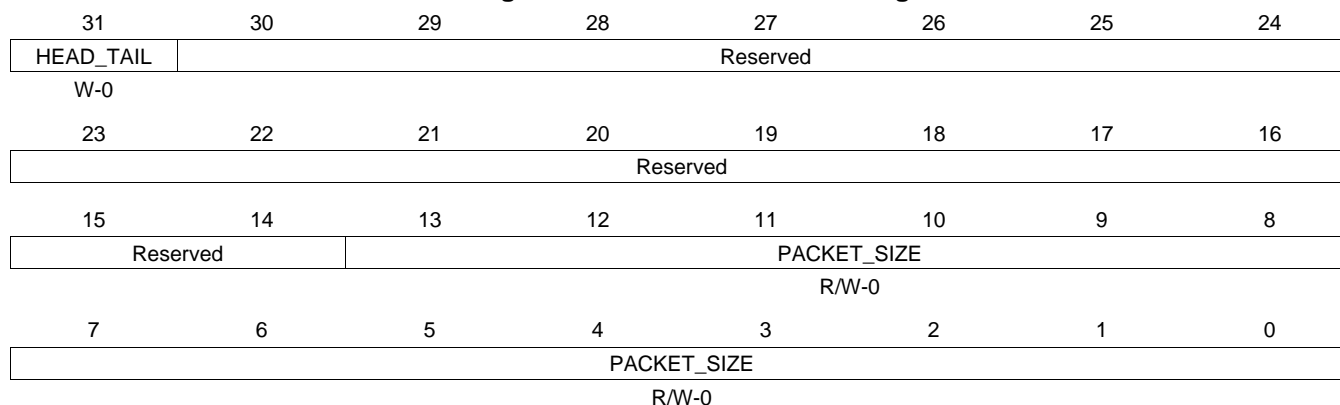 31 30 29 28 27 26 25 24
HEAD_TAIL Reserved
W-0
23 22 21 20 19 18 17 16
Reserved
15 14 13 12 11 10 9 8
Reserved PACKET_SIZE
R/W-0
7 6 5 4 3 2 1 0
PACKET_SIZE
R/W-0